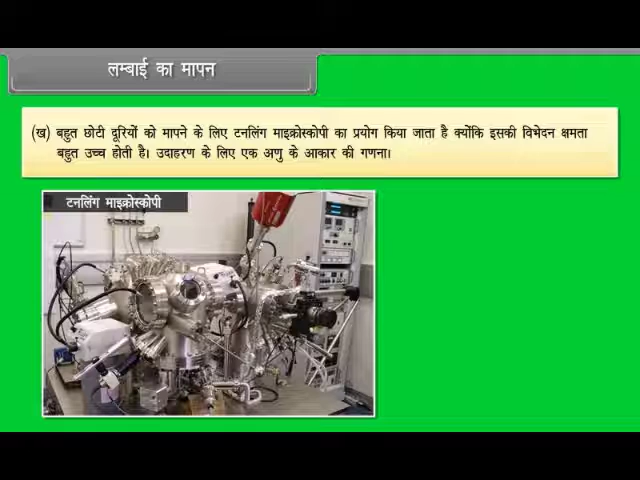 लम्बाई का मापन
(ख) बहुत छोटी दूरियों को मापने के लिए टनलिंग माइक्रोस्कोपी का प्रयोग किया जाता है क्योंकि इसकी विभेदन क्षमता
बहुत उच्च होती है। उदाहरण के लिए एक अणु के आकार की गणना।
टनलिंग माइक्रोस्कोपी